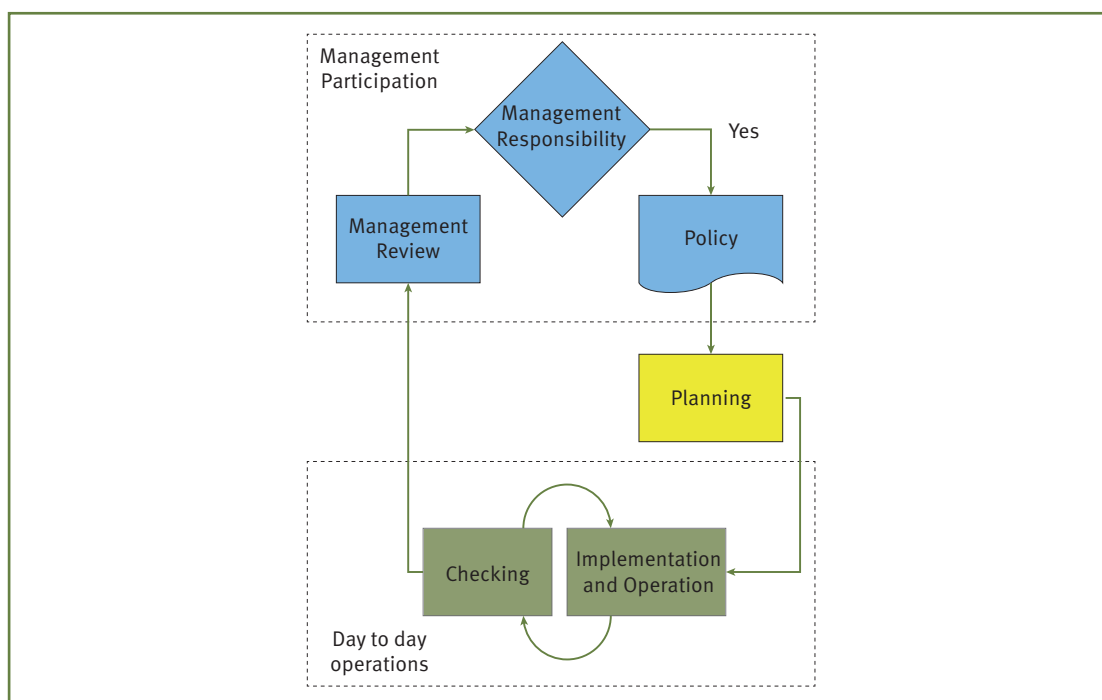 Management
Participation
Management
Responsibility
Yes
Management
Review
Policy
Planning
Checking
Implementation
and Operation
Day to day
operations